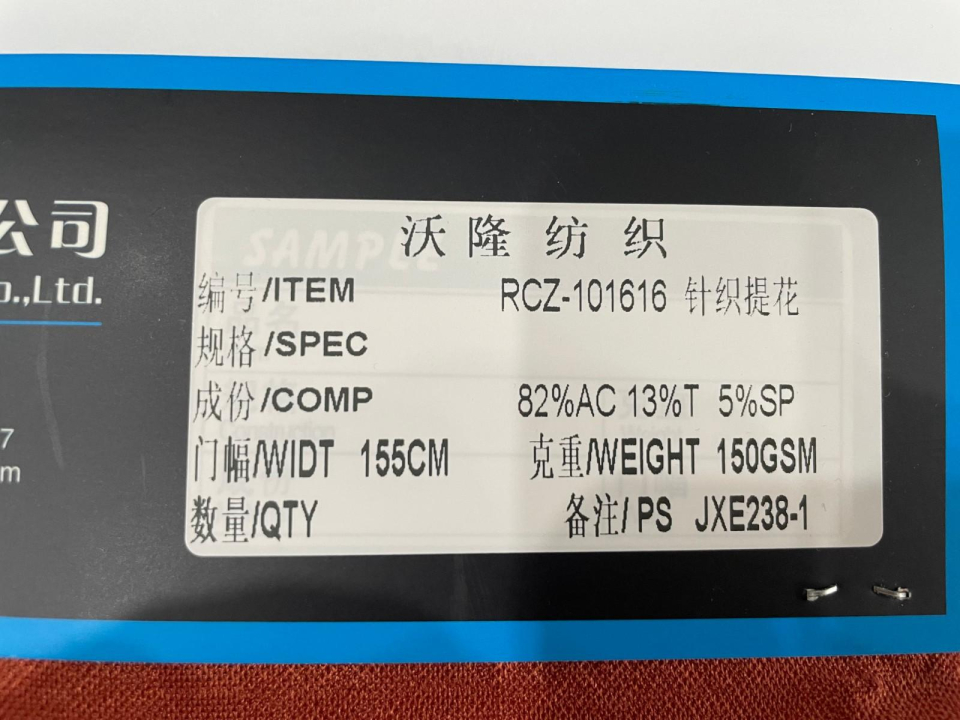 公司
o.,Ltd.
7
m
SAMPLE
沃隆纺织
编号/ITEM RCZ-101616 针织提花
规格/SPEC
成份/COMP 82%AC 13%T 5%SP
门幅/WIDT 155CM 克重/WEIGHT 150GSM
数量/QTY 备注/PS JXE238-1